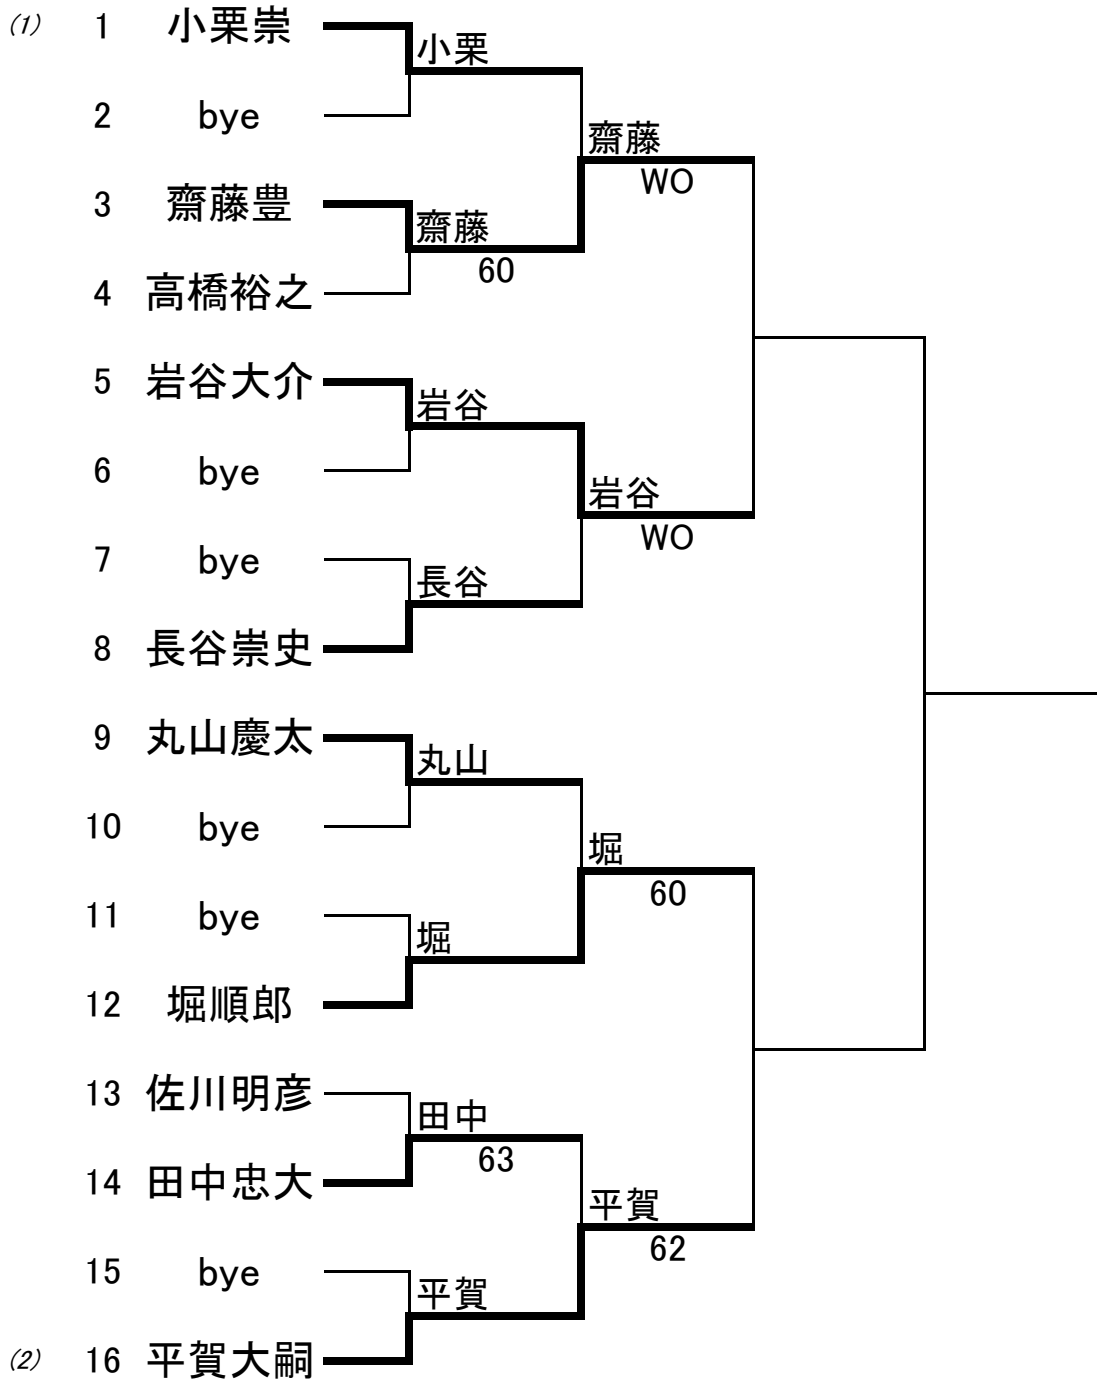 (1) 1 小栗崇
小栗
2 bye
齋藤
WO
3 齋藤豊
齋藤
60
4 高橋裕之
5 岩谷大介
岩谷
6 bye
岩谷
WO
7 bye
長谷
8 長谷崇史
9 丸山慶太
丸山
10 bye
堀
60
11 bye
堀
12 堀順郎
13 佐川明彦
田中
63
14 田中忠大
平賀
62
15 bye
平賀
(2) 16 平賀大嗣